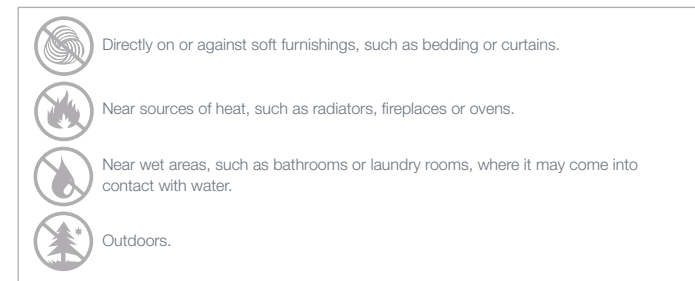 Directly on or against soft furnishings, such as bedding or curtains.
Near sources of heat, such as radiators, fireplaces or ovens.
Near wet areas, such as bathrooms or laundry rooms, where it may come into
contact with water.
Outdoors.